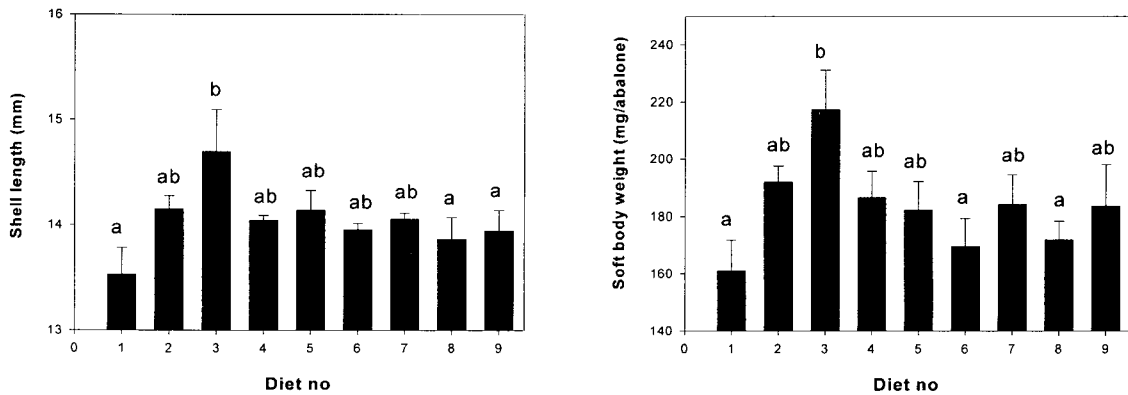 Shell length (mm)
16
15
14
13
a
ab
b
ab
ab
ab
ab
a
a
0 1 2 3 4 5 6 7 8 9
Diet no
Soft body weight (mg/abalone)
240
220
200
180
160
140
a
ab
b
ab
ab
a
ab
a
ab
0 1 2 3 4 5 6 7 8 9
Diet no